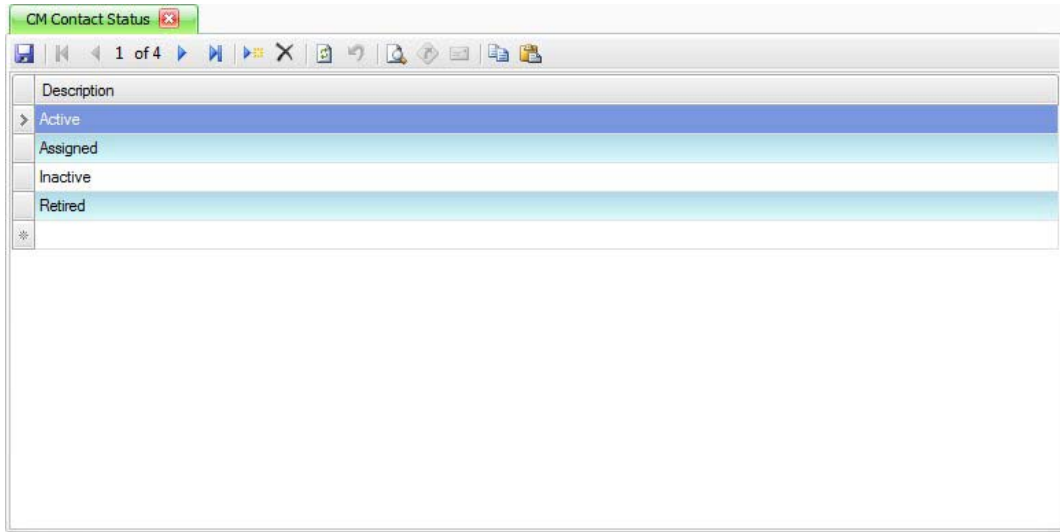 CM Contact Status
1 of 4
Description
Active
Assigned
Inactive
Retired